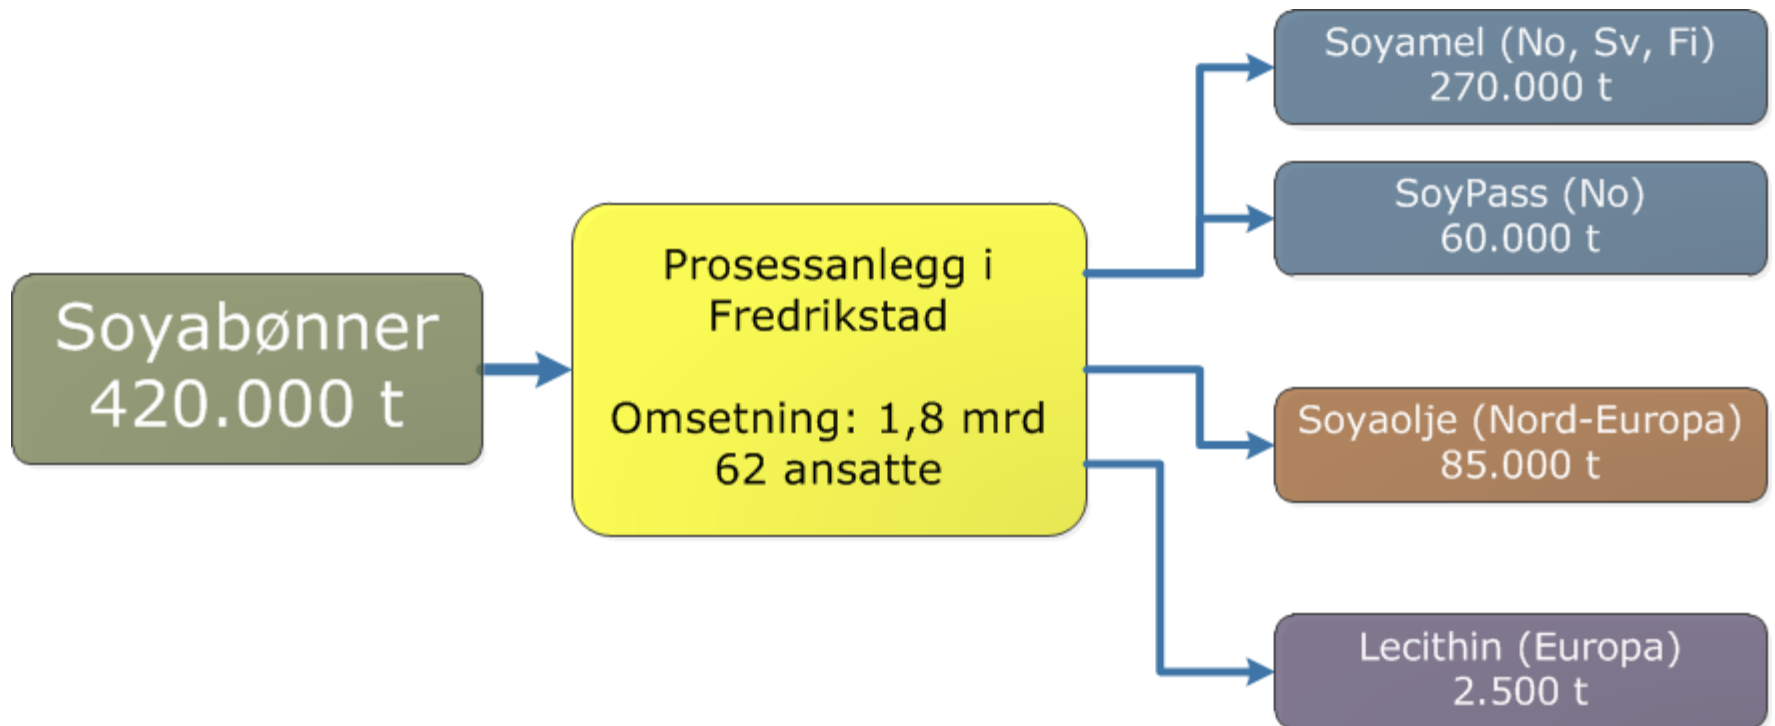 Soyabønner
420.000 t
Prosessanlegg i
Fredrikstad
Omsetning: 1,8 mrd
62 ansatte
Soyamel (No, Sv, Fi)
270.000 t
SoyPass (No)
60.000 t
Soyaolje (Nord-Europa)
85.000 t
Lecithin (Europa)
2.500 t